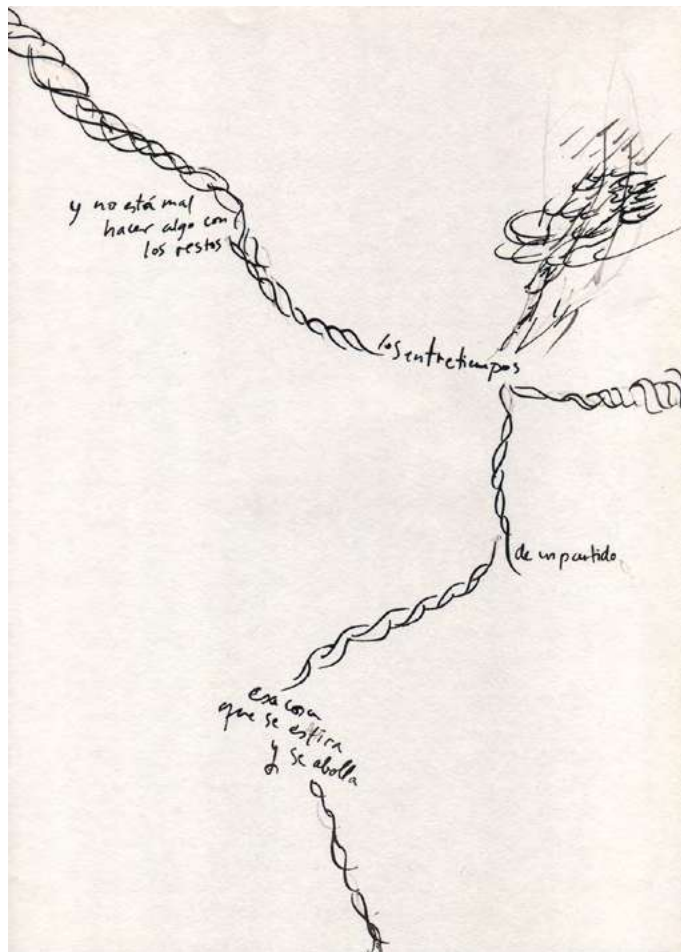 y no está mal
hacer algo con
los restos
los entretiempos
de un partido
esa cosa
que se estira
y se abolla